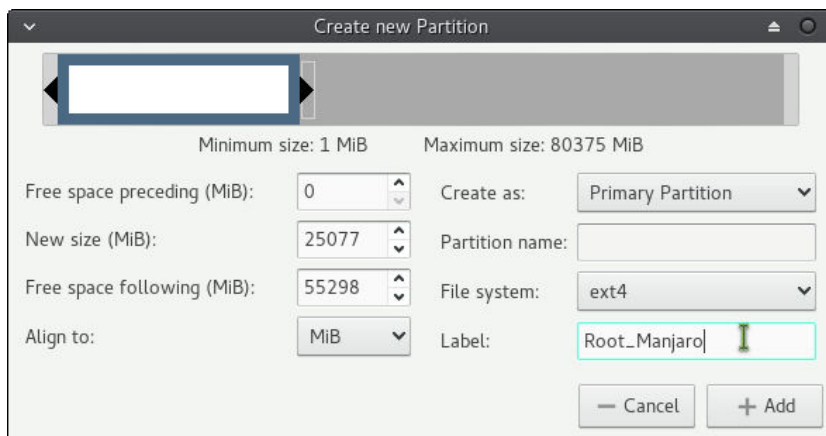 Create new Partition
Minimum size: 1 MiB Maximum size: 80375 MiB
Free space preceding (MiB): 0 Create as: Primary Partition
New size (MiB): 25077 Partition name:
Free space following (MiB): 55298 File system: ext4
Align to: MiB Label: Root_Manjaro
Cancel Add